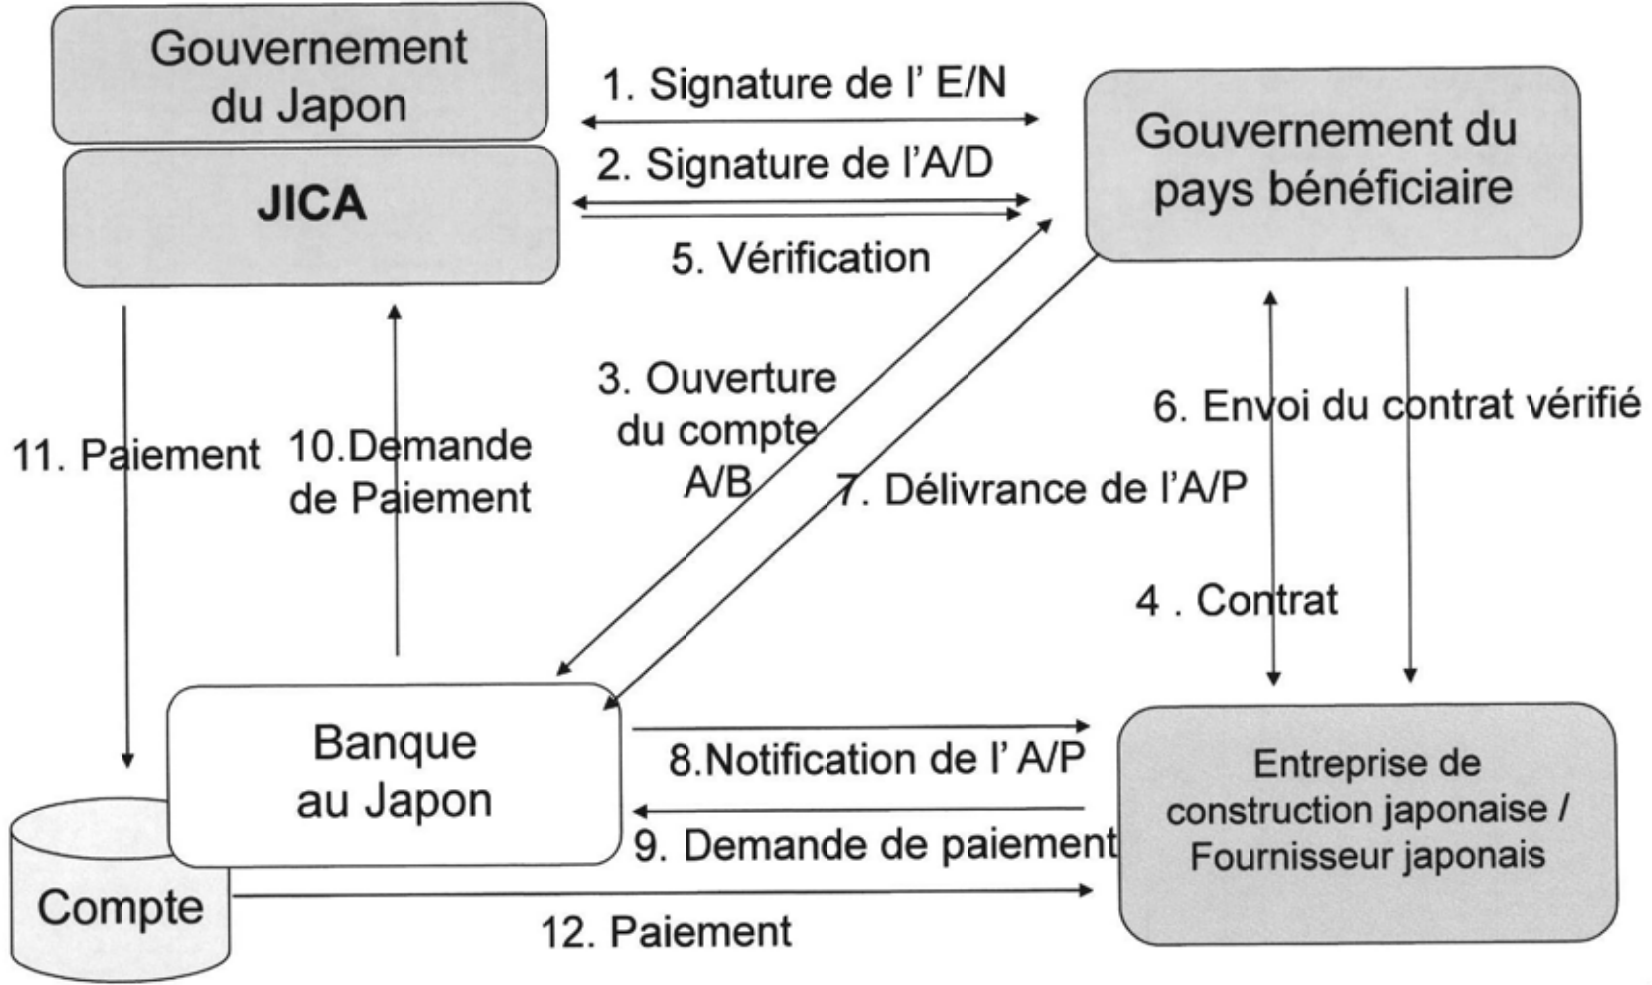 Gouvernement
du Japon
JICA
1. Signature de l' E/N
2. Signature de l'A/D
5. Vérification
Gouvernement du
pays bénéficiaire
3. Ouverture
du compte
A/B
6. Envoi du contrat vérifié
11. Paiement
10.Demande
de Paiement
7. Délivrance de l'A/P
4 . Contrat
Banque
au Japon
8.Notification de l' A/P
9. Demande de paiement
Entreprise de
construction japonaise /
Fournisseur japonais
Compte
12. Paiement